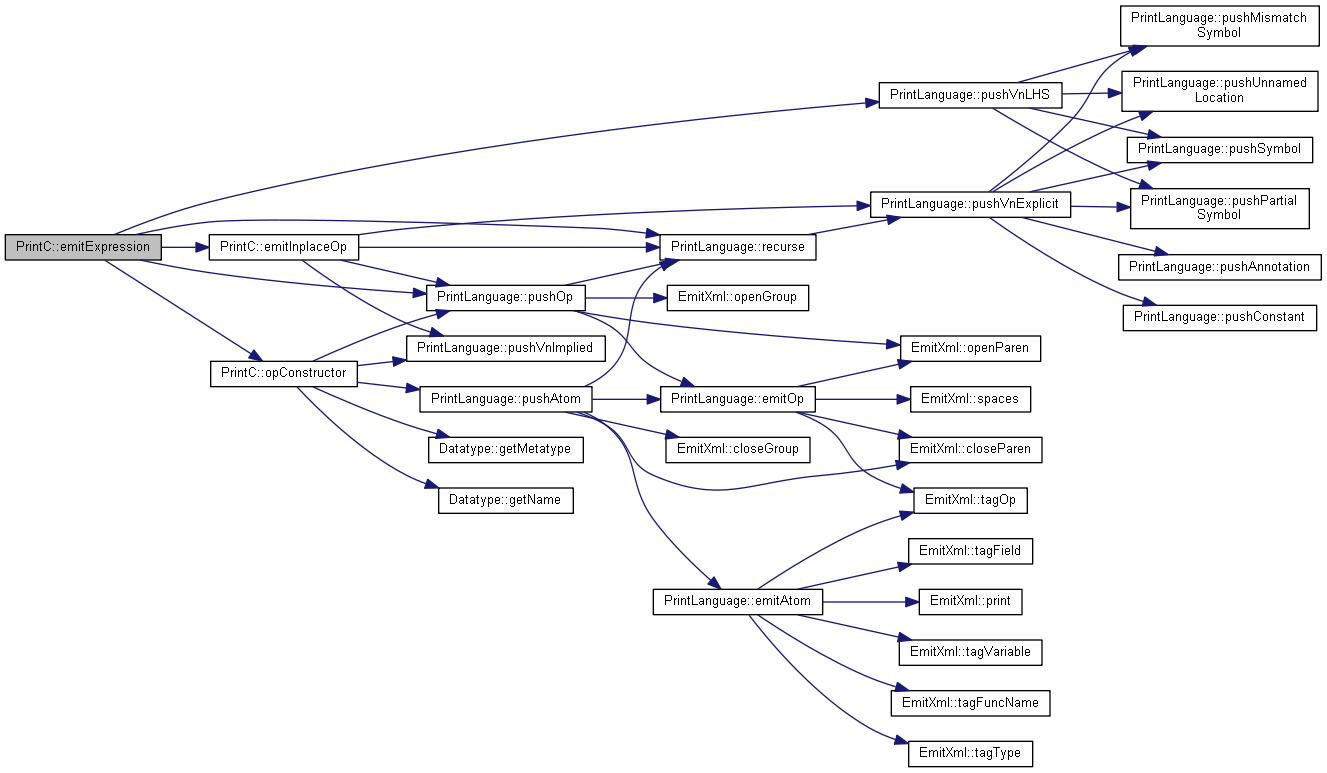 PrintLanguage::pushMismatch
Symbol
PrintLanguage::pushVnLHS
PrintLanguage::pushUnnamed
Location
PrintLanguage::pushSymbol
PrintLanguage::pushVnExplicit
PrintLanguage::pushPartial
Symbol
PrintC::emitExpression
PrintC::emitInplaceOp
PrintLanguage::recurse
PrintLanguage::pushAnnotation
PrintLanguage::pushOp
EmitXml::openGroup
PrintLanguage::pushConstant
PrintLanguage::pushVnImplied
EmitXml::openParen
PrintC::opConstructor
PrintLanguage::pushAtom
PrintLanguage::emitOp
EmitXml::spaces
Datatype::getMetatype
EmitXml::closeGroup
EmitXml::closeParen
Datatype::getName
EmitXml::tagOp
EmitXml::tagField
PrintLanguage::emitAtom
EmitXml::print
EmitXml::tagVariable
EmitXml::tagFuncName
EmitXml::tagType